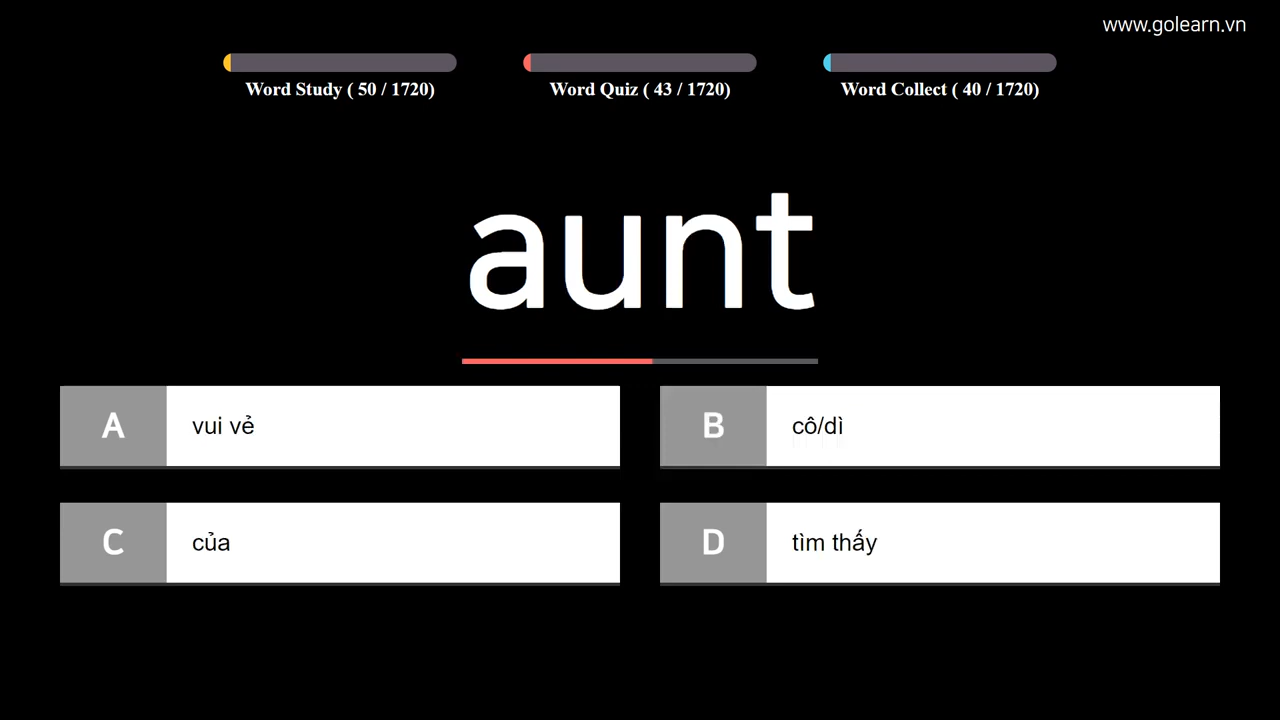 www.golearn.vn
Word Study ( 50 / 1720)
Word Quiz ( 43 / 1720)
Word Collect ( 40 / 1720)
aunt
A vui vẻ
B cô/dì
C của
D tìm thấy